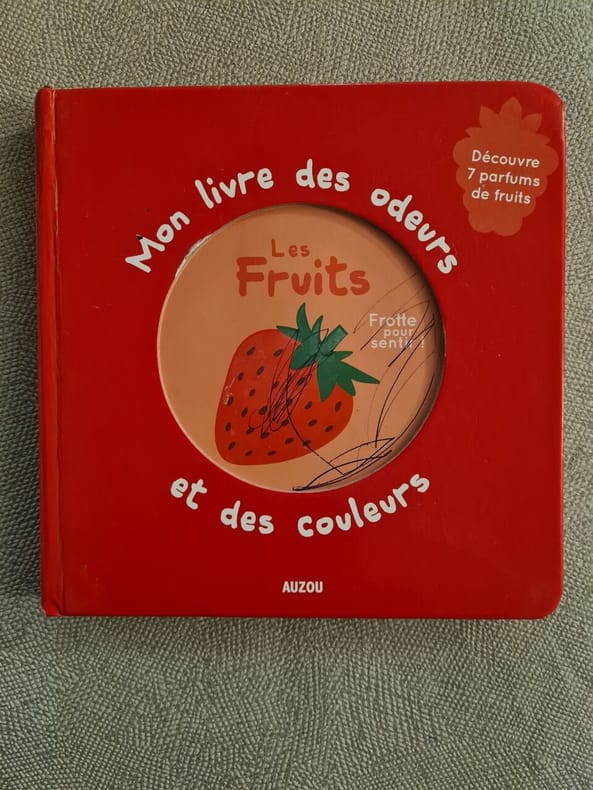 Découvre
7 parfums
de fruits
Mon livre des odeurs
Les
Fruits
Frotte
pour
sentir !
et des couleurs
AUZOU